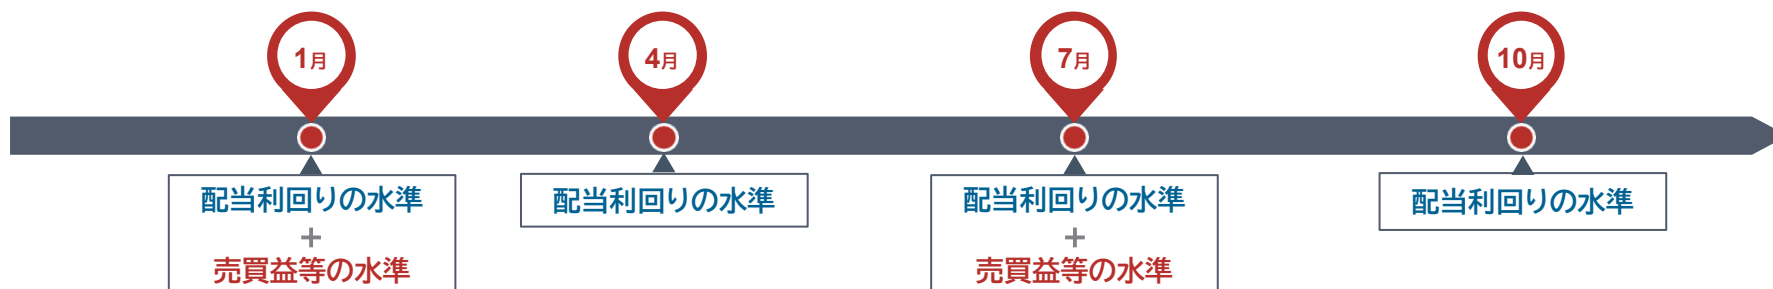 1月
4月
7月
10月
配当利回りの水準
+
売買益等の水準
配当利回りの水準
配当利回りの水準
+
売買益等の水準
配当利回りの水準